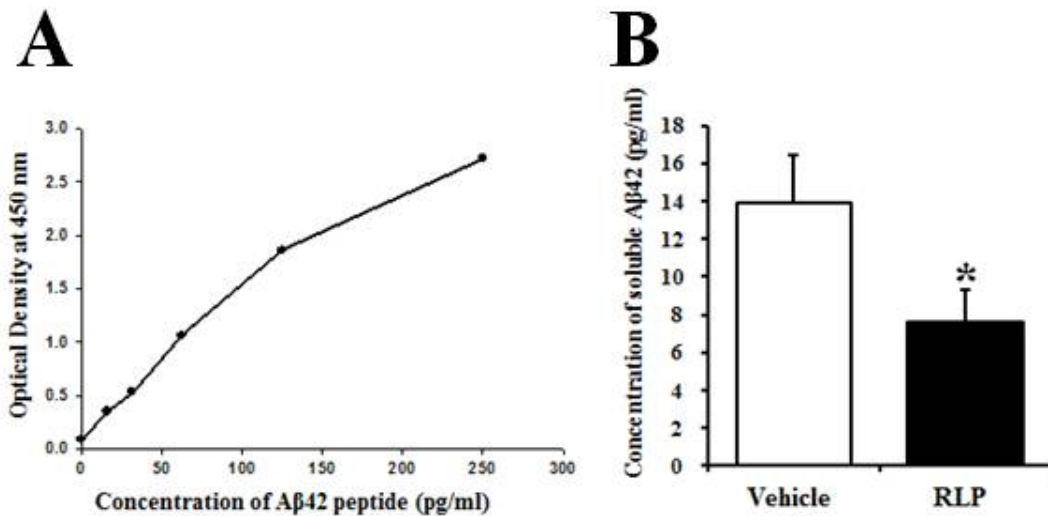 A
Optical Density at 450 nm
3.0
2.5
2.0
1.5
1.0
0.5
0.0
0 50 100 150 200 250 300
Concentration of Aβ42 peptide (pg/ml)
B
Concentration of soluble Aβ42 (pg/ml)
18
16
14
12
10
8
6
4
2
0
*
Vehicle RLP